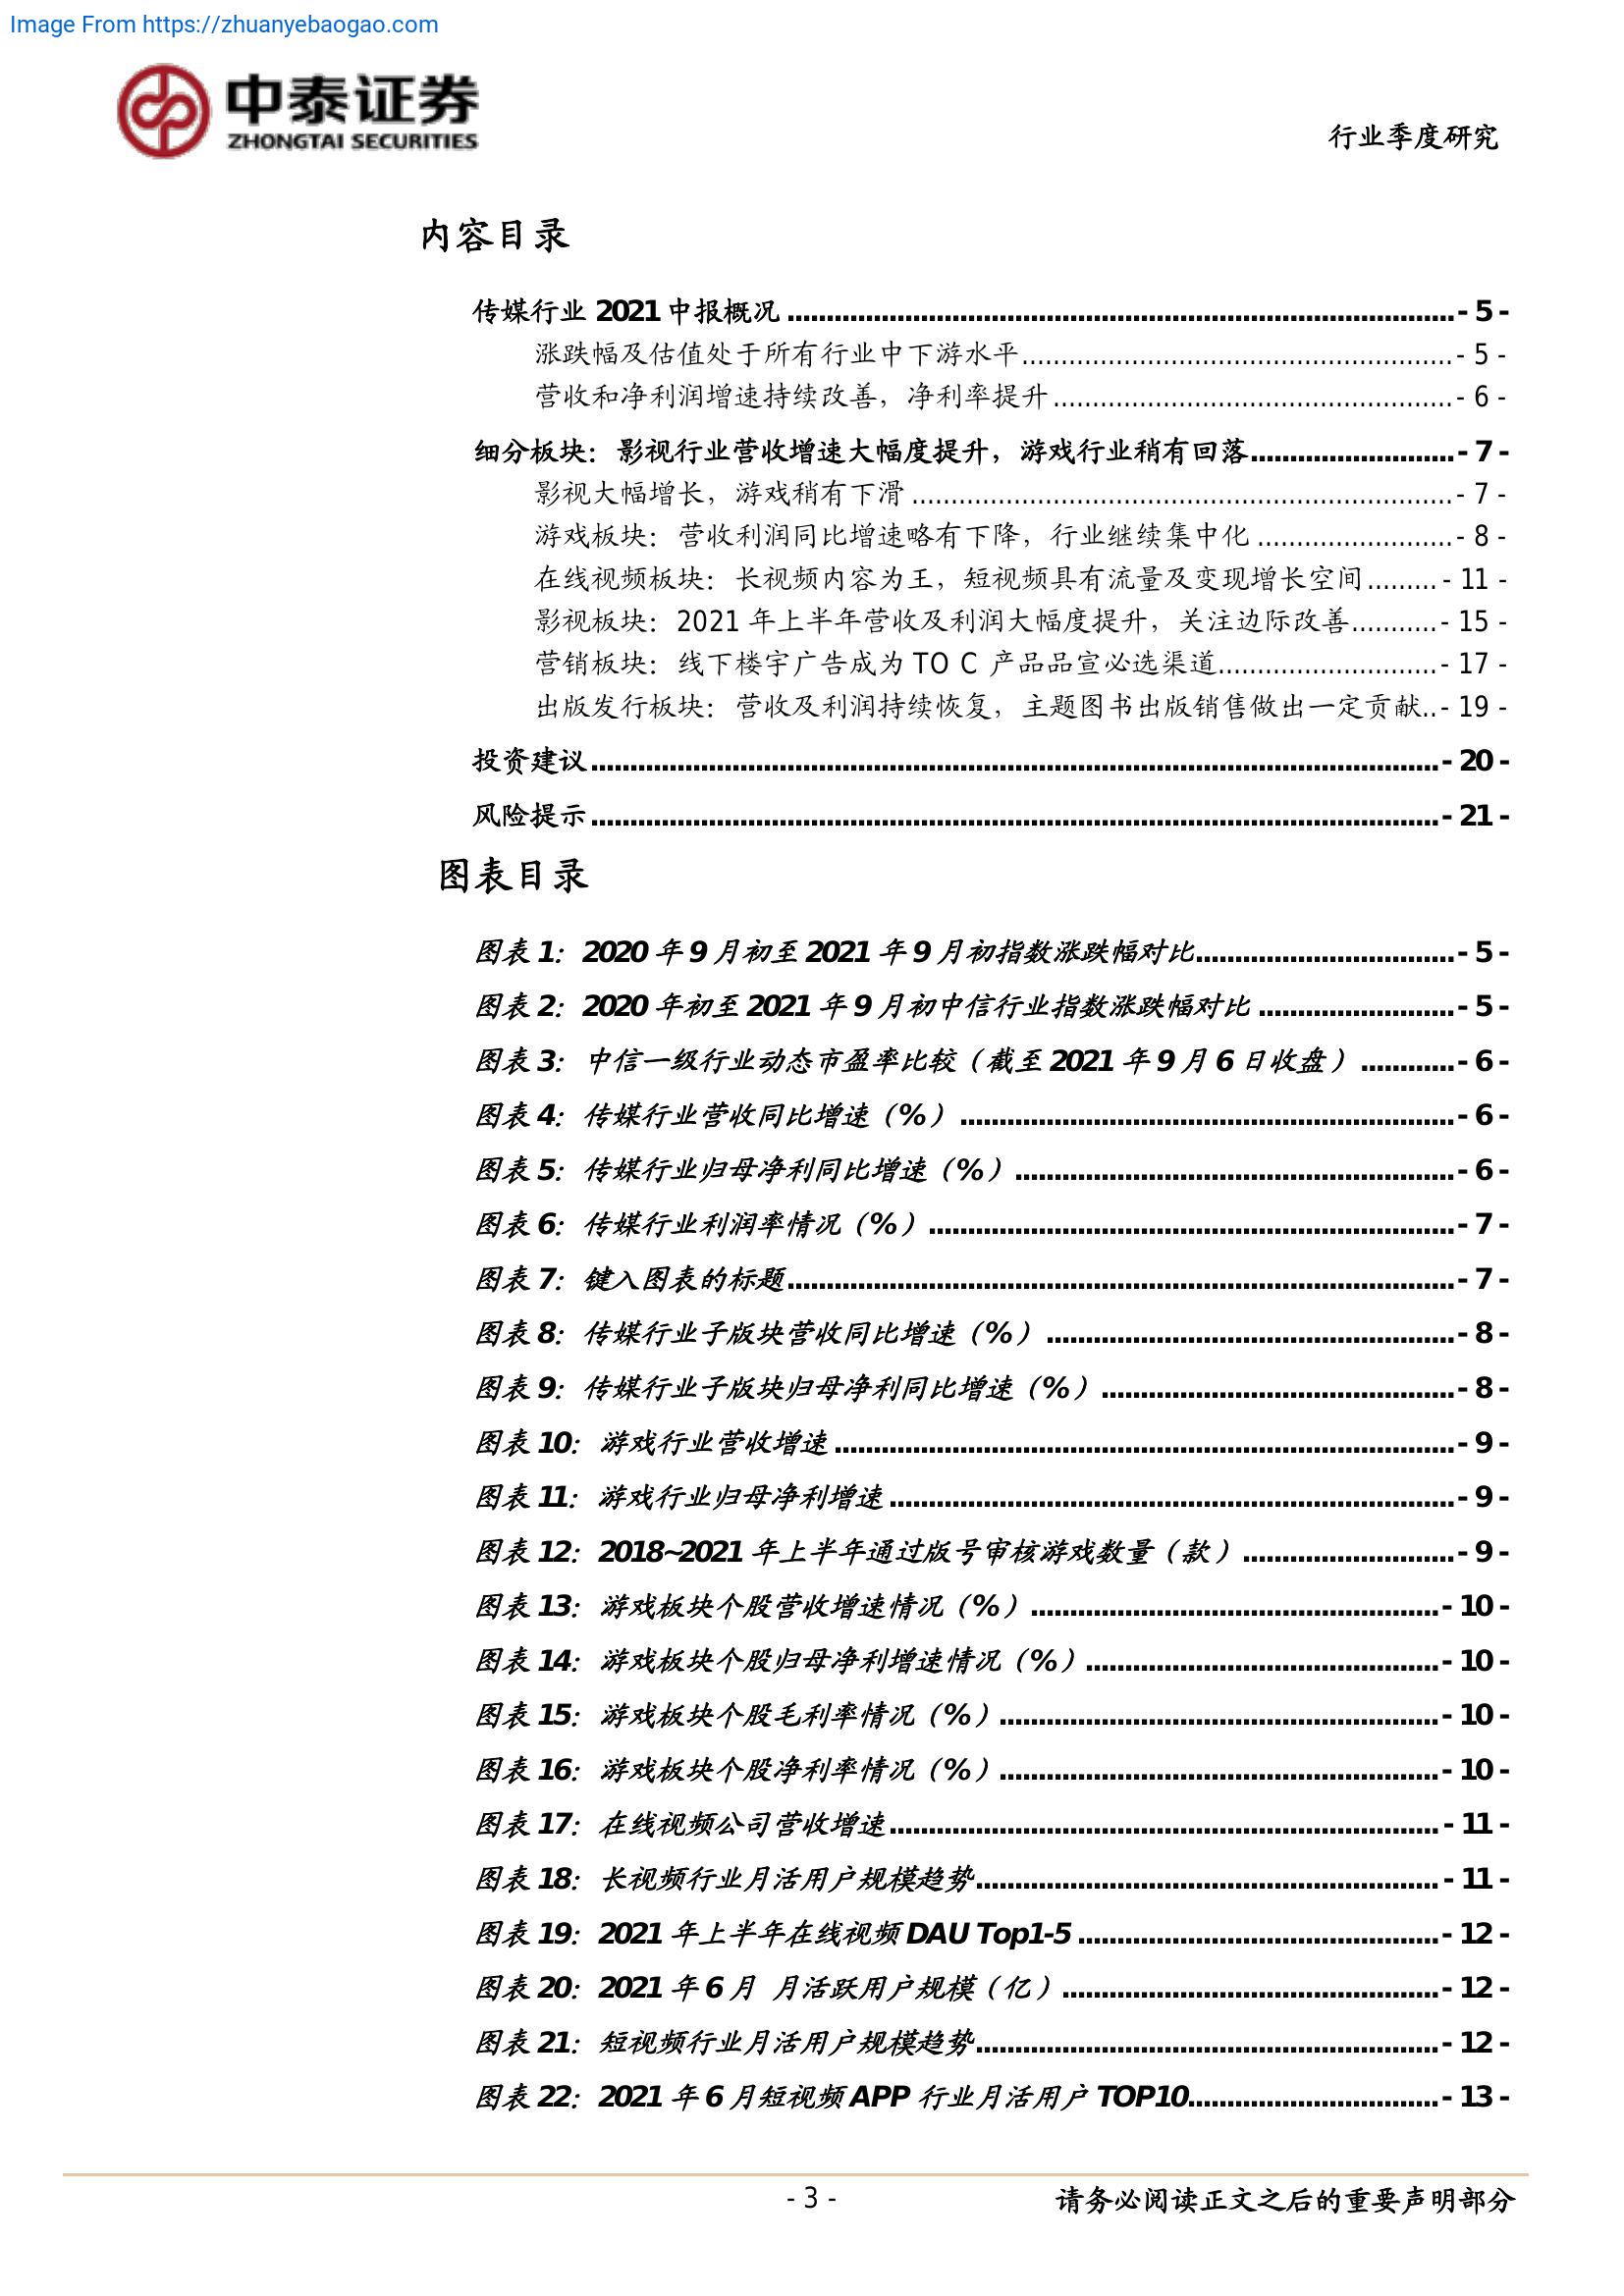 Image From https://zhuanyebaogao.com
中泰证券
ZHONGTAI SECURITIES
行业季度研究
内容目录
传媒行业 2021 中报概况 ........ - 5 -
涨跌幅及估值处于所有行业中下游水平 ........ - 5 -
营收和净利润增速持续改善，净利率提升 ........ - 6 -
细分板块：影视行业营收增速大幅度提升，游戏行业稍有回落 ........ - 7 -
影视大幅增长，游戏稍有下滑 ........ - 7 -
游戏板块：营收利润同比增速略有下降，行业继续集中化 ........ - 8 -
在线视频板块：长视频内容为王，短视频具有流量及变现增长空间 ........ - 11 -
影视板块：2021 年上半年营收及利润大幅度提升，关注边际改善 ........ - 15 -
营销板块：线下楼宇广告成为 TO C 产品品宣必选渠道 ........ - 17 -
出版发行板块：营收及利润持续恢复，主题图书出版销售做出一定贡献.. - 19 -
投资建议 ........ - 20 -
风险提示 ........ - 21 -
图表目录
图表 1：2020 年 9 月初至 2021 年 9 月初指数涨跌幅对比 ........ - 5 -
图表 2：2020 年初至 2021 年 9 月初中信行业指数涨跌幅对比 ........ - 5 -
图表 3：中信一级行业动态市盈率比较（截至 2021 年 9 月 6 日收盘） ........ - 6 -
图表 4：传媒行业营收同比增速（%） ........ - 6 -
图表 5：传媒行业归母净利同比增速（%） ........ - 6 -
图表 6：传媒行业利润率情况（%） ........ - 7 -
图表 7：键入图表的标题 ........ - 7 -
图表 8：传媒行业子版块营收同比增速（%） ........ - 8 -
图表 9：传媒行业子版块归母净利同比增速（%） ........ - 8 -
图表 10：游戏行业营收增速 ........ - 9 -
图表 11：游戏行业归母净利增速 ........ - 9 -
图表 12：2018~2021 年上半年通过版号审核游戏数量（款） ........ - 9 -
图表 13：游戏板块个股营收增速情况（%） ........ - 10 -
图表 14：游戏板块个股归母净利增速情况（%） ........ - 10 -
图表 15：游戏板块个股毛利率情况（%） ........ - 10 -
图表 16：游戏板块个股净利率情况（%） ........ - 10 -
图表 17：在线视频公司营收增速 ........ - 11 -
图表 18：长视频行业月活用户规模趋势 ........ - 11 -
图表 19：2021 年上半年在线视频 DAU Top1-5 ........ - 12 -
图表 20：2021 年 6 月 月活跃用户规模（亿） ........ - 12 -
图表 21：短视频行业月活用户规模趋势 ........ - 12 -
图表 22：2021 年 6 月短视频 APP 行业月活用户 TOP10 ........ - 13 -
- 3 -
请务必阅读正文之后的重要声明部分